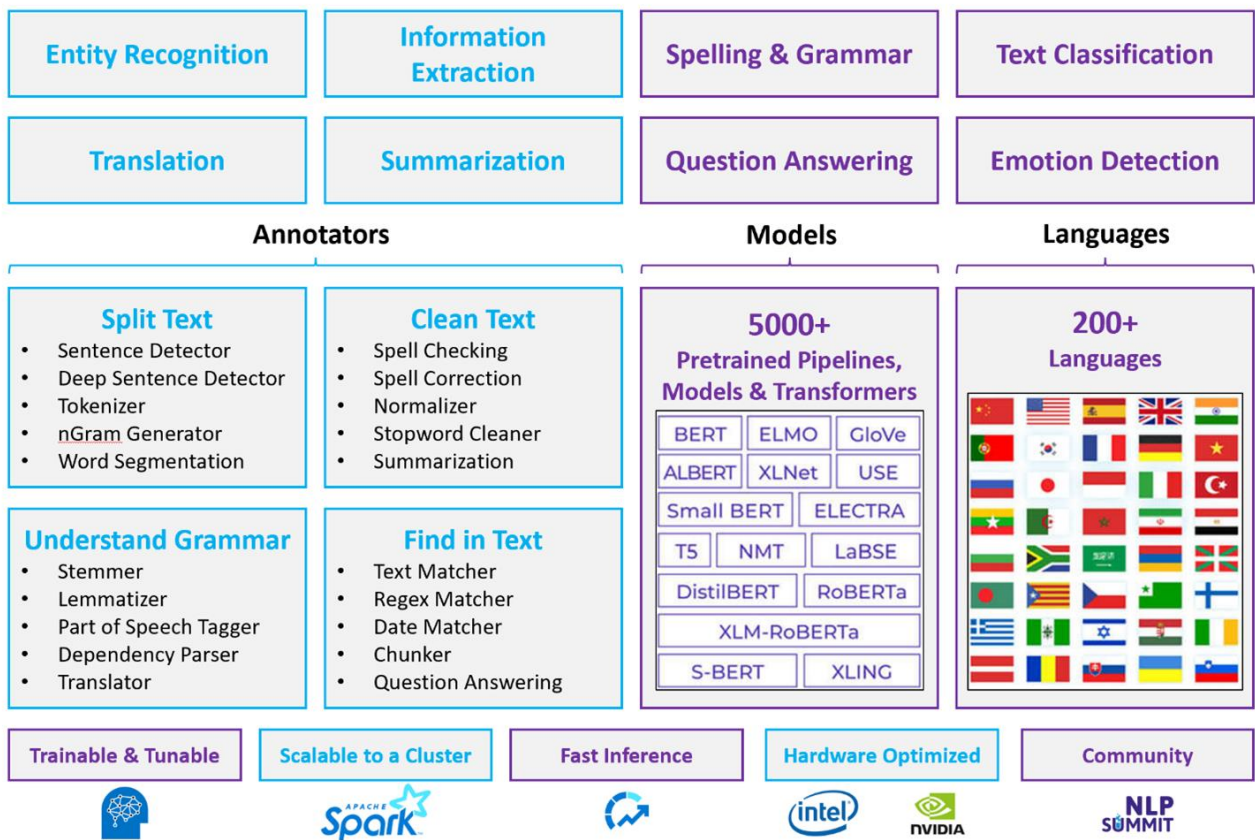 Entity Recognition
Information
Extraction
Spelling & Grammar
Text Classification
Translation
Summarization
Question Answering
Emotion Detection
Annotators
Models
Languages
Split Text
• Sentence Detector
• Deep Sentence Detector
• Tokenizer
• nGram Generator
• Word Segmentation
Clean Text
• Spell Checking
• Spell Correction
• Normalizer
• Stopword Cleaner
• Summarization
Understand Grammar
• Stemmer
• Lemmatizer
• Part of Speech Tagger
• Dependency Parser
• Translator
Find in Text
• Text Matcher
• Regex Matcher
• Date Matcher
• Chunker
• Question Answering
5000+
Pretrained Pipelines,
Models & Transformers
BERT ELMO GloVe
ALBERT XLNet USE
Small BERT ELECTRA
T5 NMT LaBSE
DistilBERT RoBERTa
XLM-RoBERTa
S-BERT XLING
200+
Languages
Trainable & Tunable
Scalable to a Cluster
Fast Inference
Hardware Optimized
Community
APACHE
Spark
intel
NVIDIA
NLP
SUMMIT